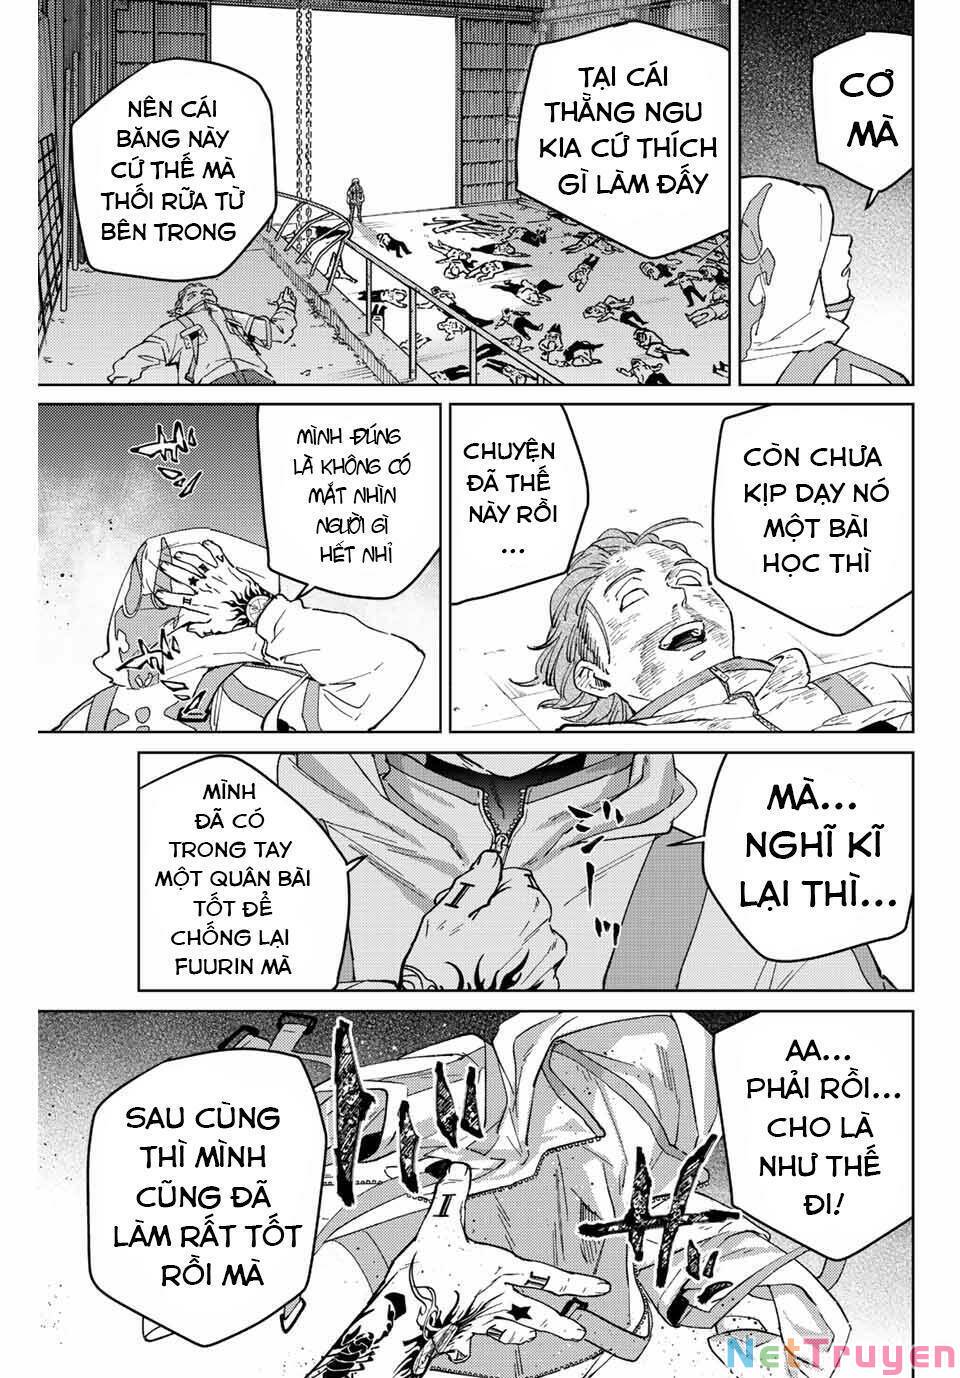 CƠ
MÀ
TẠI CÁI
THẰNG NGU
KIA CỨ THÍCH
GÌ LÀM ĐẤY
NÊN CÁI
BĂNG NÀY
CỨ THẾ MÀ
THỐI RỮA TỪ
BÊN TRONG
CÒN CHƯA
KỊP DẠY NÓ
MỘT BÀI
HỌC THÌ
CHUYỆN
ĐÃ THẾ
NÀY RỒI
...
MÌNH ĐÚNG
LÀ KHÔNG CÓ
MẮT NHÌN
NGƯỜI GÌ
HẾT NHỈ
MÀ...
NGHĨ KĨ
LẠI THÌ...
MÌNH
ĐÃ CÓ
TRONG TAY
MỘT QUÂN BÀI
TỐT ĐỂ
CHỐNG LẠI
FUURIN MÀ
AA...
PHẢI RỒI...
CHO LÀ
NHƯ THẾ
ĐI!
SAU CÙNG
THÌ MÌNH
CŨNG ĐÃ
LÀM RẤT TỐT
RỒI MÀ
NetTruyen